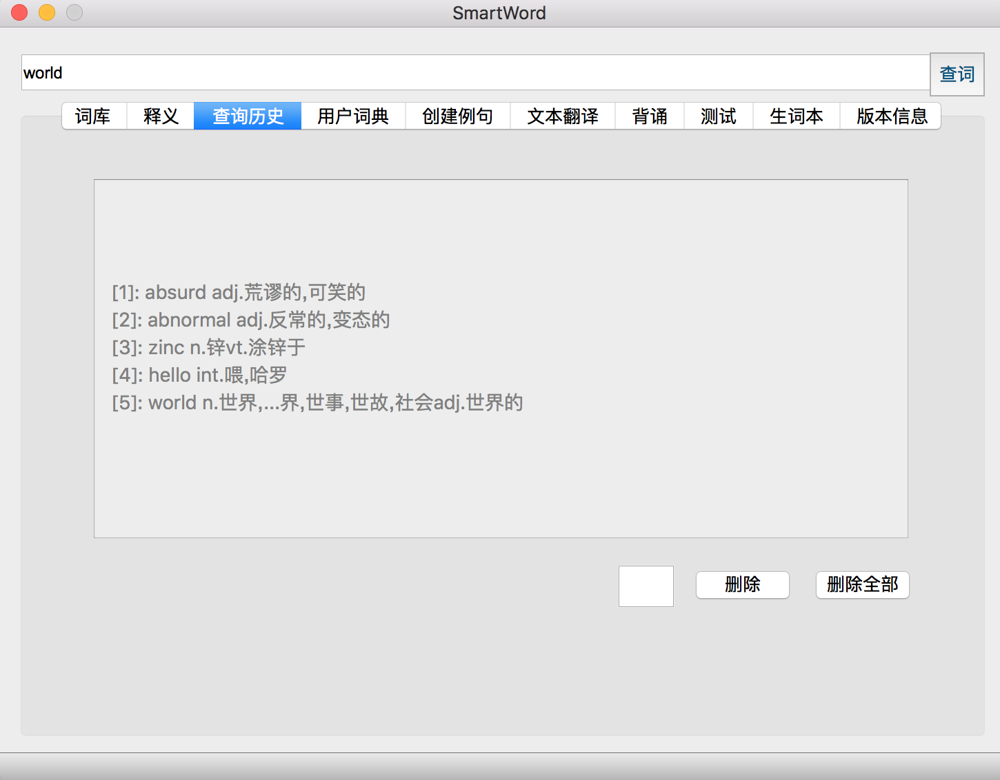 SmartWord
world
查词
词库 释义 查询历史 用户词典 创建例句 文本翻译 背诵 测试 生词本 版本信息
[1]: absurd adj.荒谬的,可笑的
[2]: abnormal adj.反常的,变态的
[3]: zinc n.锌vt.涂锌于
[4]: hello int.喂,哈罗
[5]: world n.世界,...界,世事,世故,社会adj.世界的
删除 删除全部